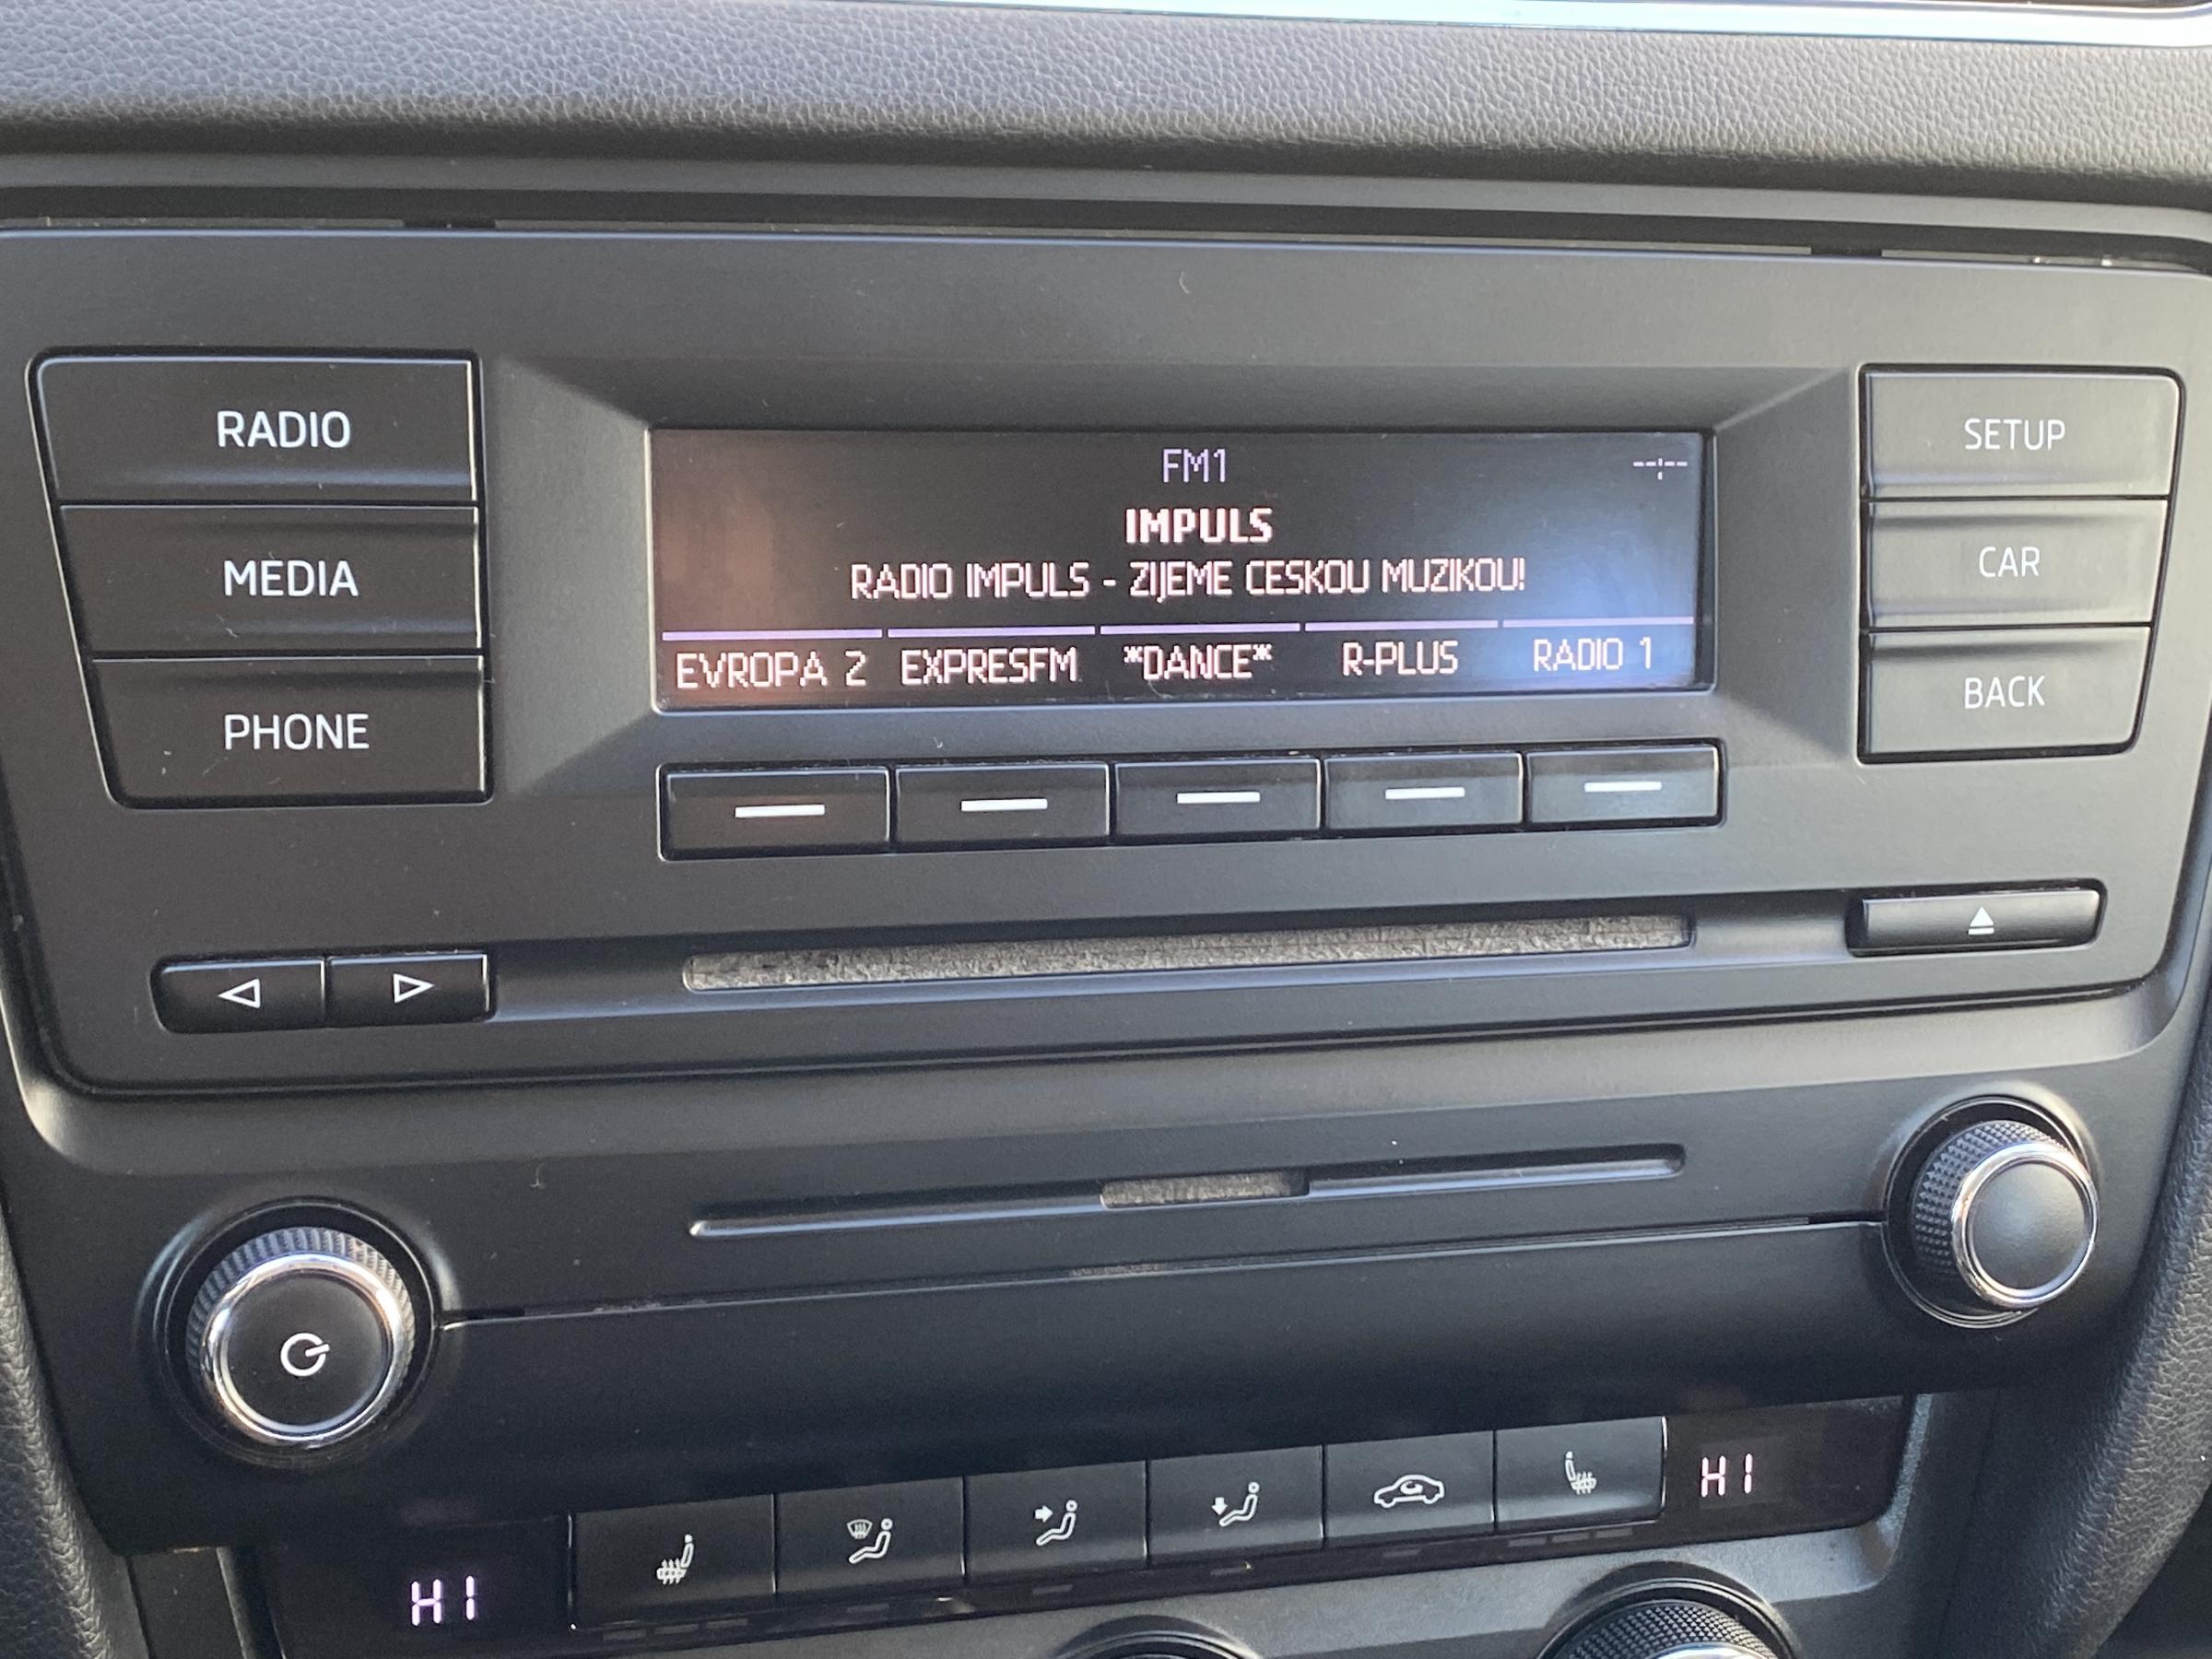 RADIO
MEDIA
PHONE
FM1
--:--
IMPULS
RADIO IMPULS - ZIJEME CESKOU MUZIKOU!
EVROPA 2 EXPRESFM *DANCE* R-PLUS RADIO 1
SETUP
CAR
BACK
HI
HI